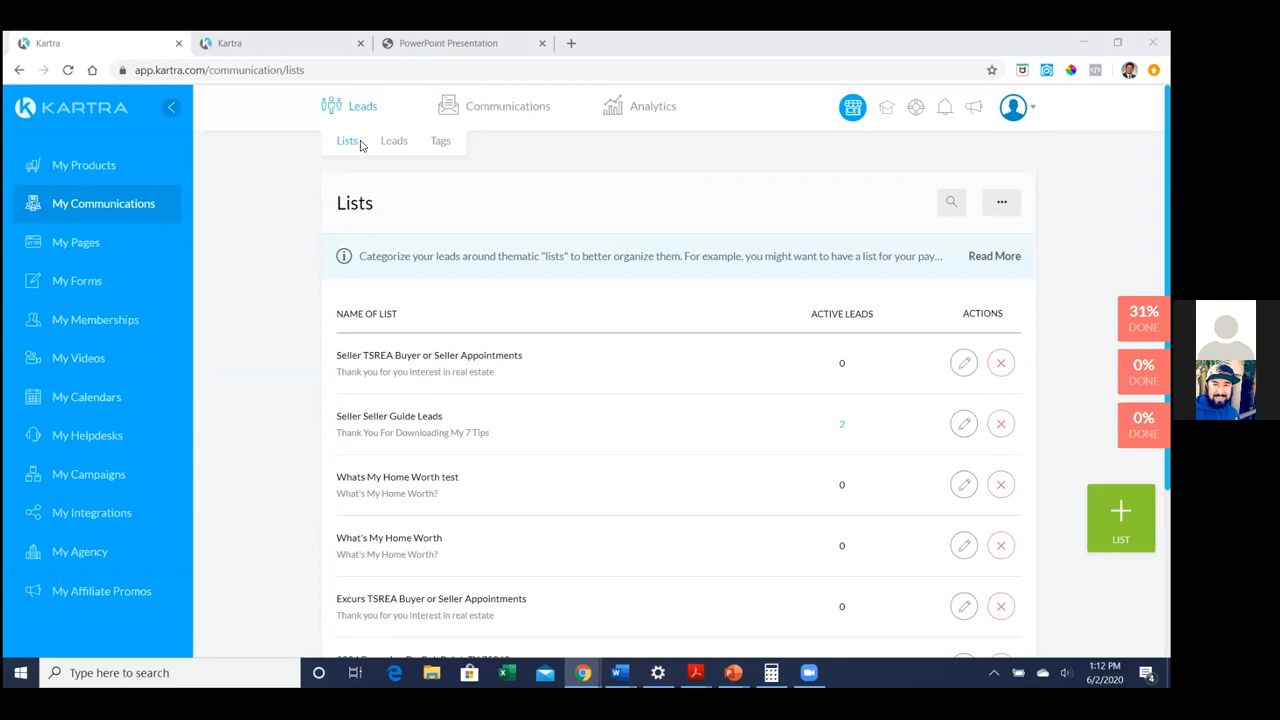 Kartra
Kartra
PowerPoint Presentation
app.kartra.com/communication/lists
KARTRA
Leads
Communications
Analytics
Lists
Leads
Tags
My Products
My Communications
My Pages
My Forms
My Memberships
My Videos
My Calendars
My Helpdesks
My Campaigns
My Integrations
My Agency
My Affiliate Promos
Lists
Categorize your leads around thematic "lists" to better organize them. For example, you might want to have a list for your pay...
Read More
NAME OF LIST
ACTIVE LEADS
ACTIONS
Seller TSREA Buyer or Seller Appointments
Thank you for you interest in real estate
0
Seller Seller Guide Leads
Thank You For Downloading My 7 Tips
2
Whats My Home Worth test
What's My Home Worth?
0
What's My Home Worth
What's My Home Worth?
0
Excurs TSREA Buyer or Seller Appointments
Thank you for you interest in real estate
0
31%
DONE
0%
DONE
0%
DONE
LIST
Type here to search
1:12 PM
6/2/2020
4